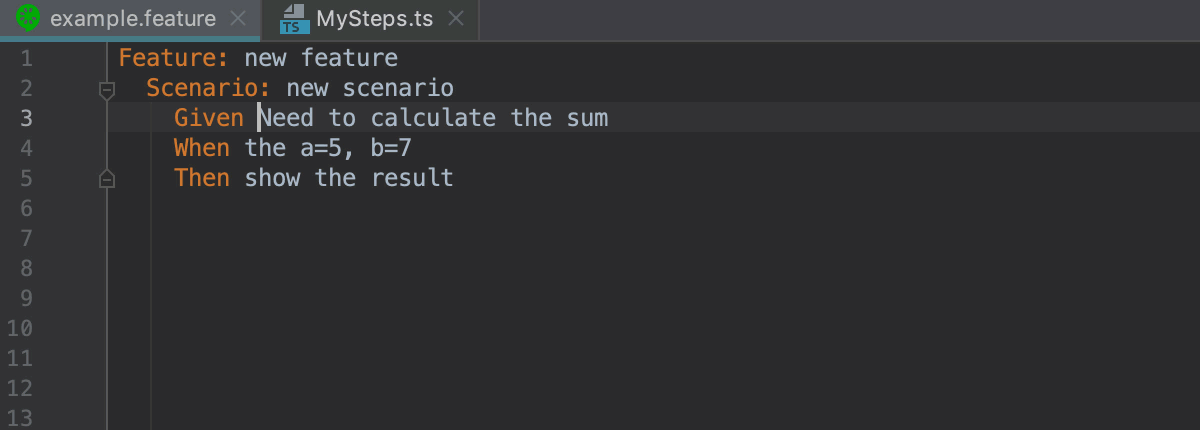 example.feature
TS MySteps.ts
1 Feature: new feature
2 Scenario: new scenario
3 Given Need to calculate the sum
4 When the a=5, b=7
5 Then show the result
6
7
8
9
10
11
12
13